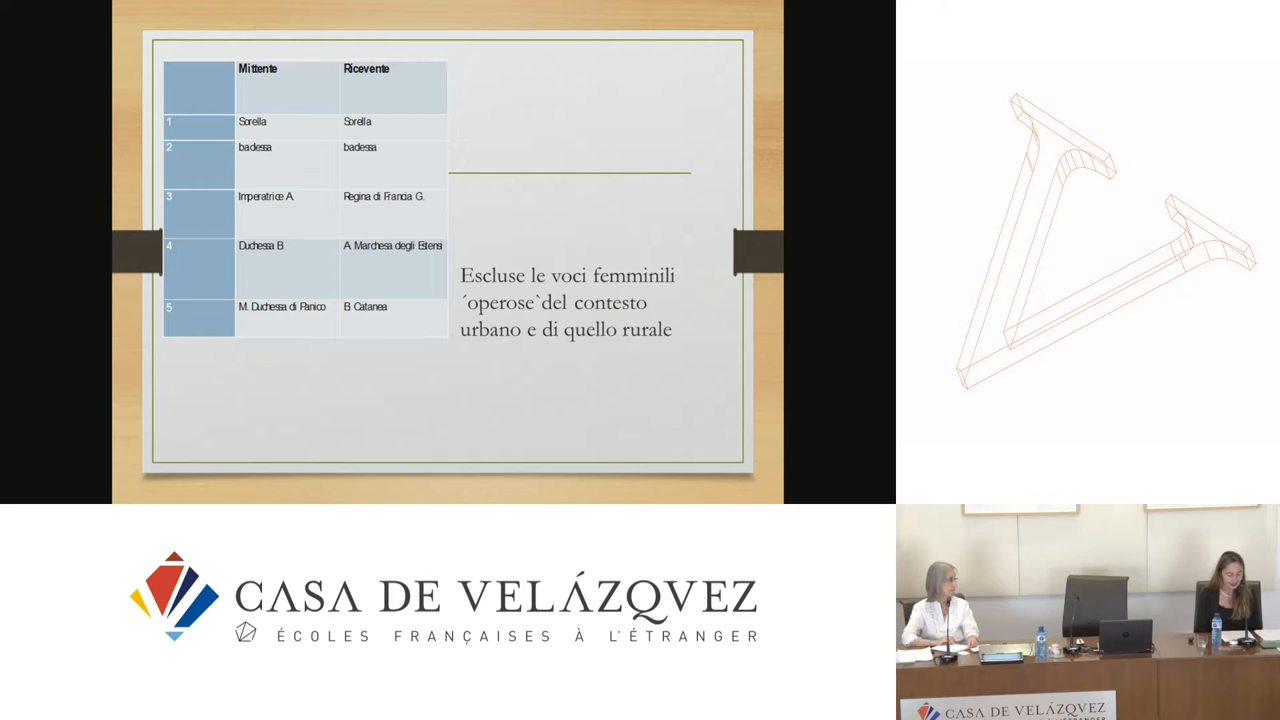 Mittente Ricevente
1 Sorella Sorella
2 badessa badessa
3 Imperatrice A. Regina di Francia G.
4 Duchessa B. A. Marchesa degli Estensi
5 M. Duchessa di Panico B. Catanea
Escluse le voci femminili
´operose`del contesto
urbano e di quello rurale
CASA DE VELÁZQVEZ
ÉCOLES FRANÇAISES À L'ÉTRANGER
CASA DE VELÁZQVEZ